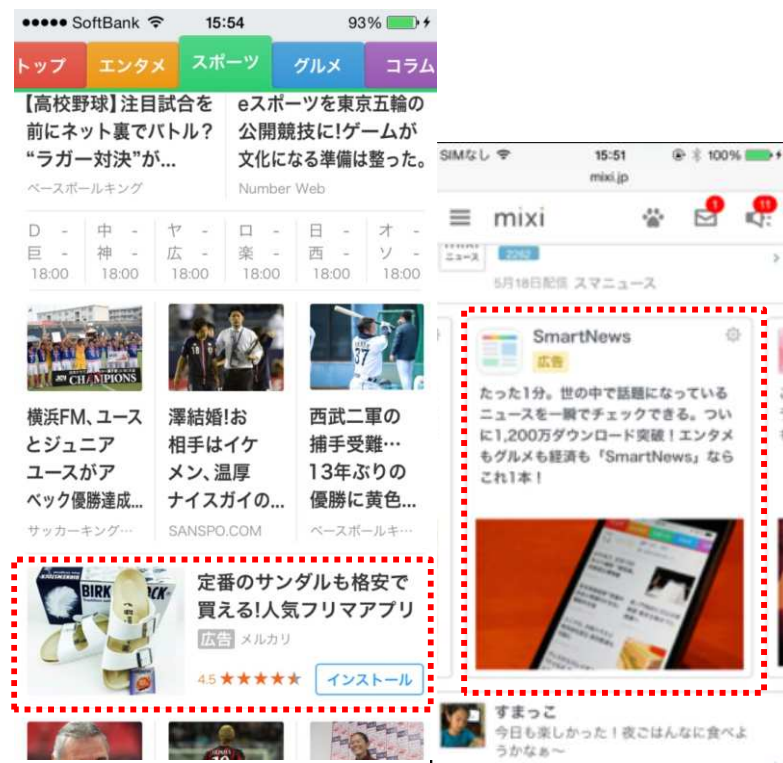 SoftBank 15:54 93%
トップ エンタメ スポーツ グルメ コラム
【高校野球】注目試合を
前にネット裏でバトル?
“ラガー対決”が...
ベースボールキング
eスポーツを東京五輪の
公開競技に!ゲームが
文化になる準備は整った。
Number Web
D - 中 - ヤ - ロ - 日 - オ -
巨 - 神 - 広 - 楽 - 西 - ソ -
18:00 18:00 18:00 18:00 18:00 18:00
CHAMPIONS
37
横浜FM、ユース
とジュニア
ユースがア
ベック優勝達成...
サッカーキング…
澤結婚!お
相手はイケ
メン、温厚
ナイスガイの...
SANSPO.COM
西武二軍の
捕手受難…
13年ぶりの
優勝に黄色...
ベースボールキ…
BIRKENSTOCK
定番のサンダルも格安で
買える!人気フリマアプリ
広告 メルカリ
4.5 ★★★★★ インストール
SIMなし 15:51 100%
mixi.jp
mixi 1 11
ニュース 2262
5月18日配信 スマニュース
SmartNews
広告
たった1分。世の中で話題になっている
ニュースを一瞬でチェックできる。つい
に1,200万ダウンロード突破!エンタメ
もグルメも経済も「SmartNews」なら
これ1本!
すまっこ
今日も楽しかった!夜ごはんなに食べよ
うかなぁ〜